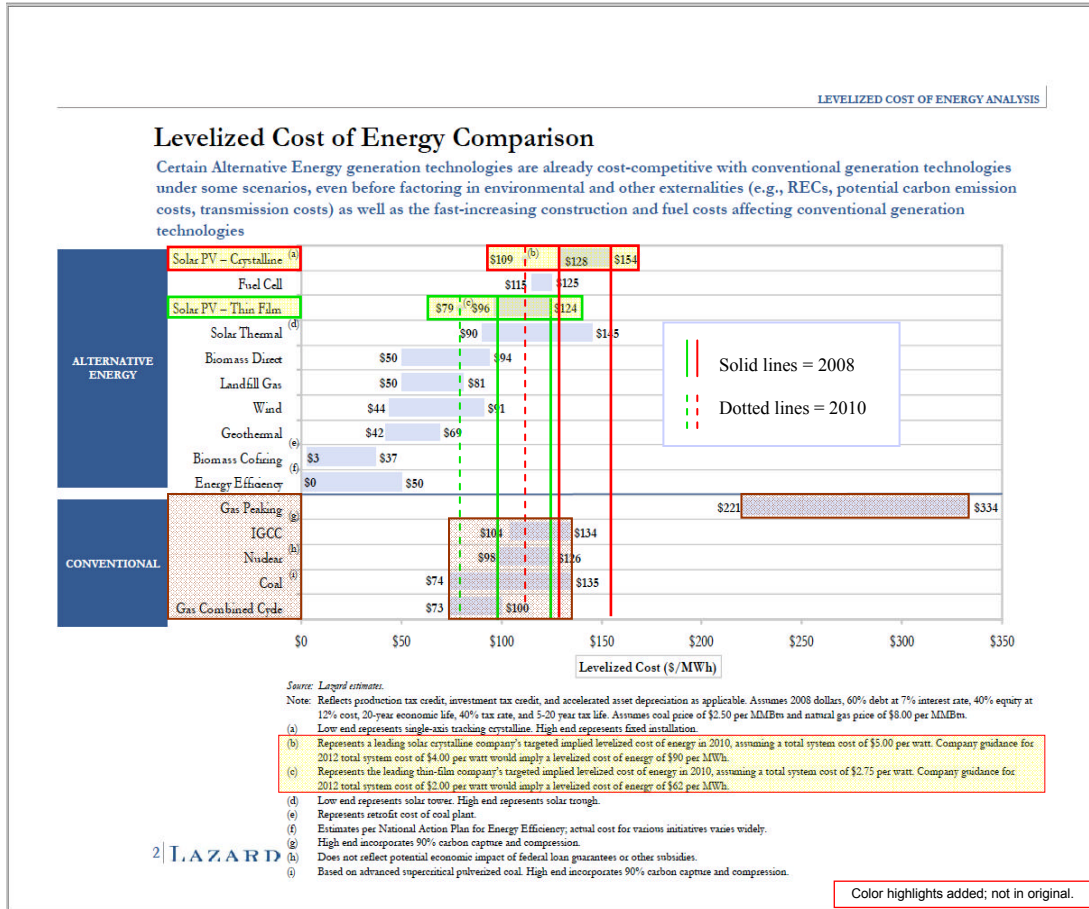 LEVELIZED COST OF ENERGY ANALYSIS
Levelized Cost of Energy Comparison
Certain Alternative Energy generation technologies are already cost-competitive with conventional generation technologies
under some scenarios, even before factoring in environmental and other externalities (e.g., RECs, potential carbon emission
costs, transmission costs) as well as the fast-increasing construction and fuel costs affecting conventional generation
technologies
ALTERNATIVE
ENERGY
Solar PV – Crystalline (a) $109 (b) $128 $154
Fuel Cell $115 $125
Solar PV – Thin Film $79 (c) $96 $124
Solar Thermal (d) $90 $145
Biomass Direct $50 $94
Landfill Gas $50 $81
Wind $44 $91
Geothermal $42 $69
Biomass Cofiring (e) $3 $37
Energy Efficiency (f) $0 $50
CONVENTIONAL
Gas Peaking $221 $334
IGCC (g) $104 $134
Nuclear (h) $98 $126
Coal (i) $74 $135
Gas Combined Cycle $73 $100
Solid lines = 2008
Dotted lines = 2010
$0 $50 $100 $150 $200 $250 $300 $350
Levelized Cost ($/MWh)
Source: Lazard estimates.
Note: Reflects production tax credit, investment tax credit, and accelerated asset depreciation as applicable. Assumes 2008 dollars, 60% debt at 7% interest rate, 40% equity at
12% cost, 20-year economic life, 40% tax rate, and 5-20 year tax life. Assumes coal price of $2.50 per MMBtu and natural gas price of $8.00 per MMBtu.
(a) Low end represents single-axis tracking crystalline. High end represents fixed installation.
(b) Represents a leading solar crystalline company's targeted implied levelized cost of energy in 2010, assuming a total system cost of $5.00 per watt. Company guidance for
2012 total system cost of $4.00 per watt would imply a levelized cost of energy of $90 per MWh.
(c) Represents the leading thin-film company's targeted implied levelized cost of energy in 2010, assuming a total system cost of $2.75 per watt. Company guidance for
2012 total system cost of $2.00 per watt would imply a levelized cost of energy of $62 per MWh.
(d) Low end represents solar tower. High end represents solar trough.
(e) Represents retrofit cost of coal plant.
(f) Estimates per National Action Plan for Energy Efficiency; actual cost for various initiatives varies widely.
(g) High end incorporates 90% carbon capture and compression.
(h) Does not reflect potential economic impact of federal loan guarantees or other subsidies.
(i) Based on advanced supercritical pulverized coal. High end incorporates 90% carbon capture and compression.
2 LAZARD
Color highlights added; not in original.